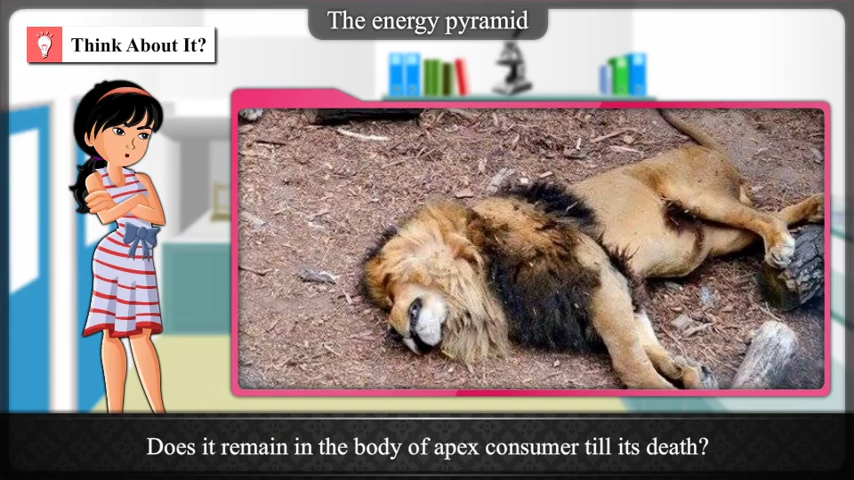 The energy pyramid
Think About It?
Does it remain in the body of apex consumer till its death?